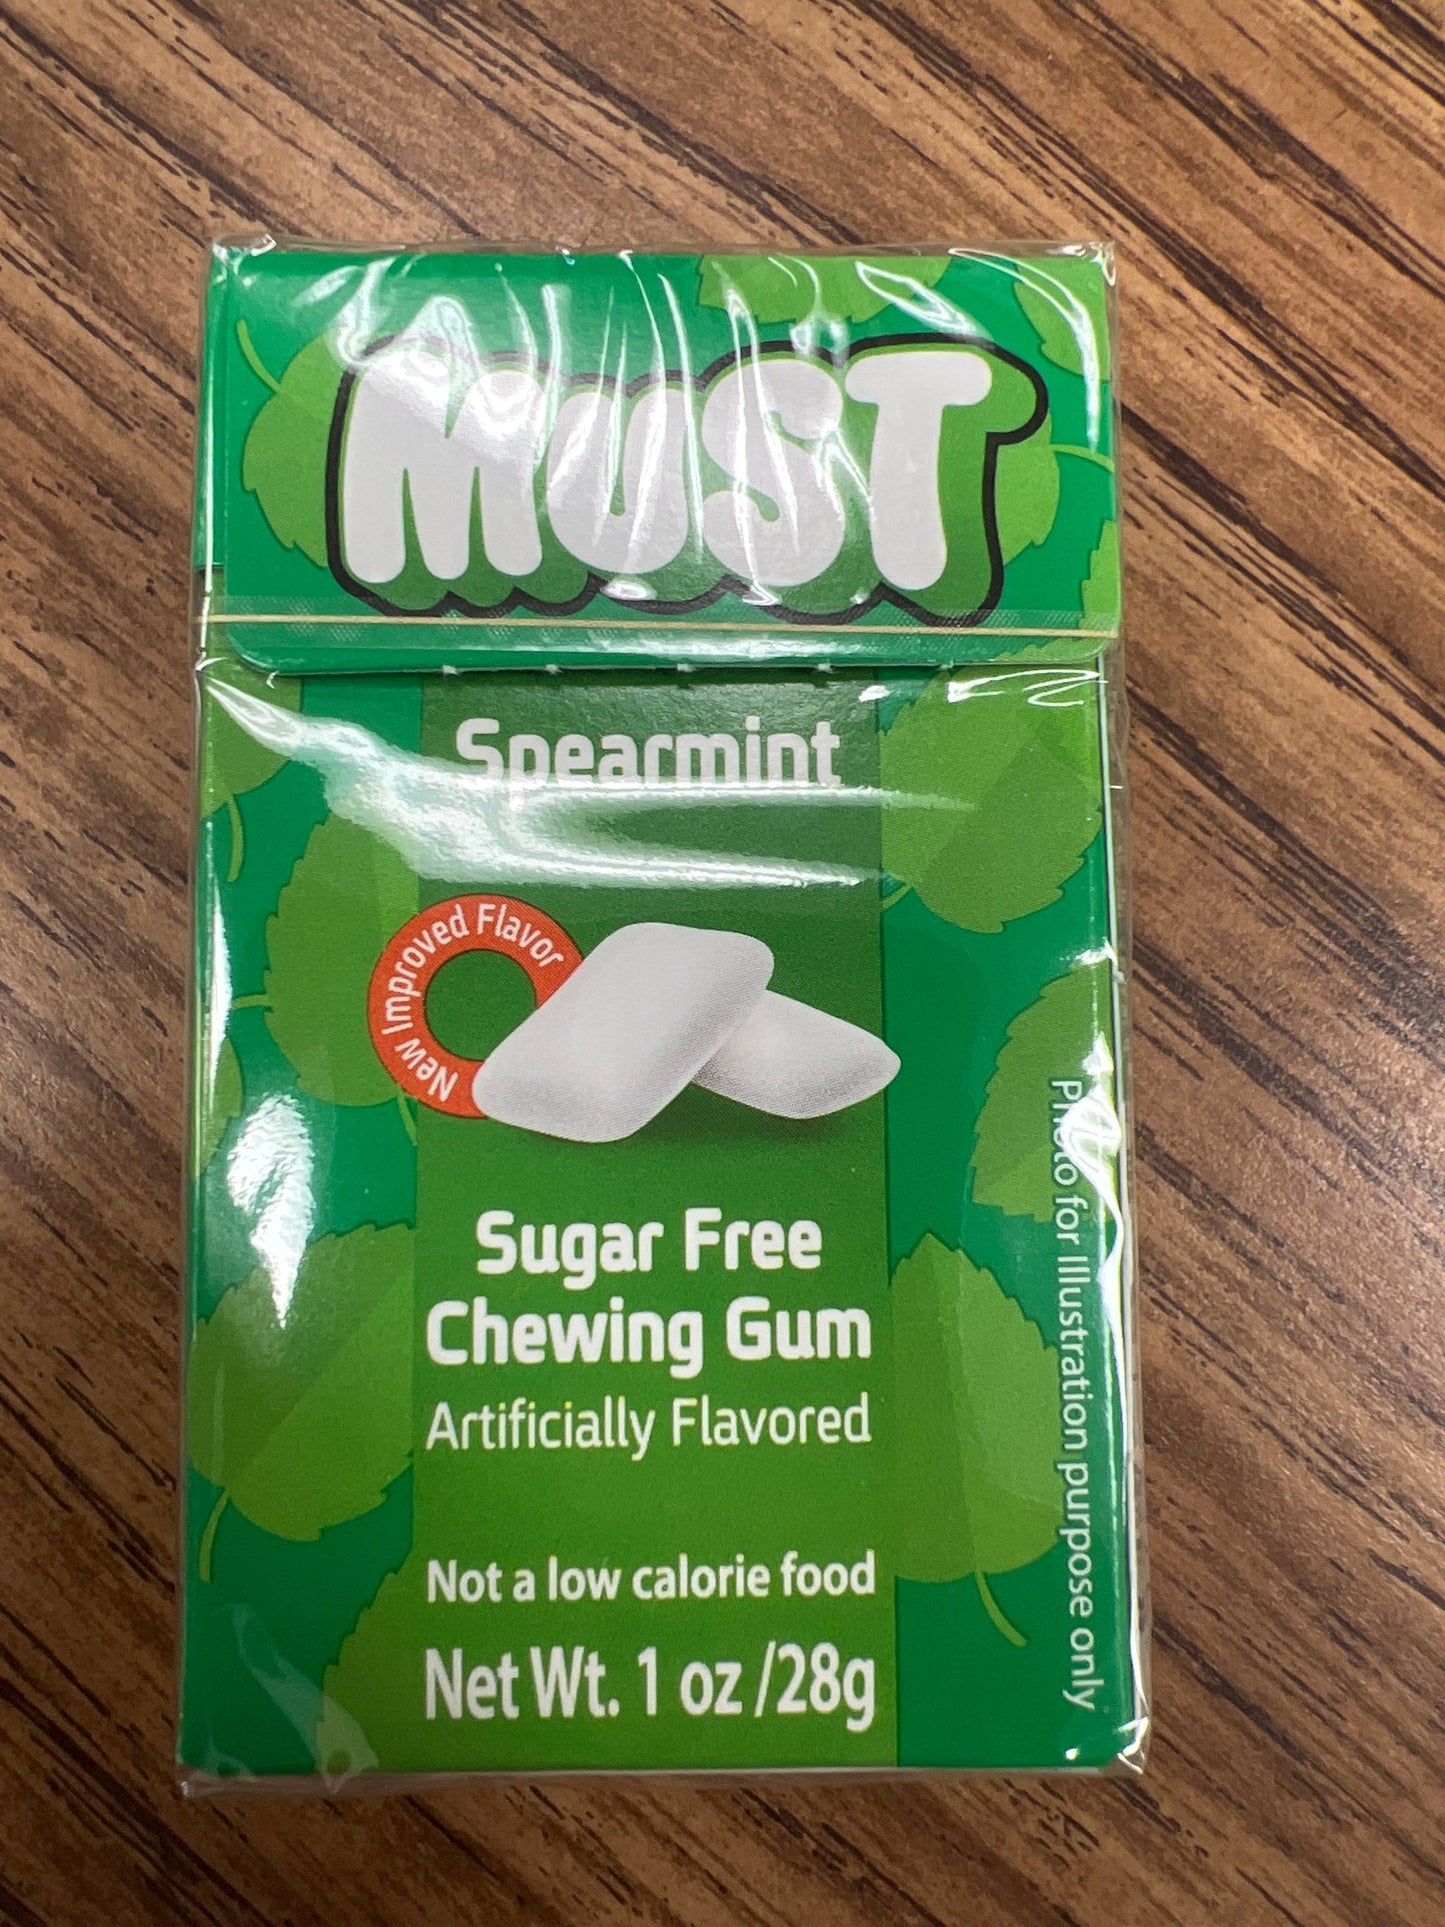 MUST
Spearmint
New Improved Flavor
Sugar Free
Chewing Gum
Artificially Flavored
Not a low calorie food
Net Wt. 1 oz /28g
Photo for Illustration purpose only